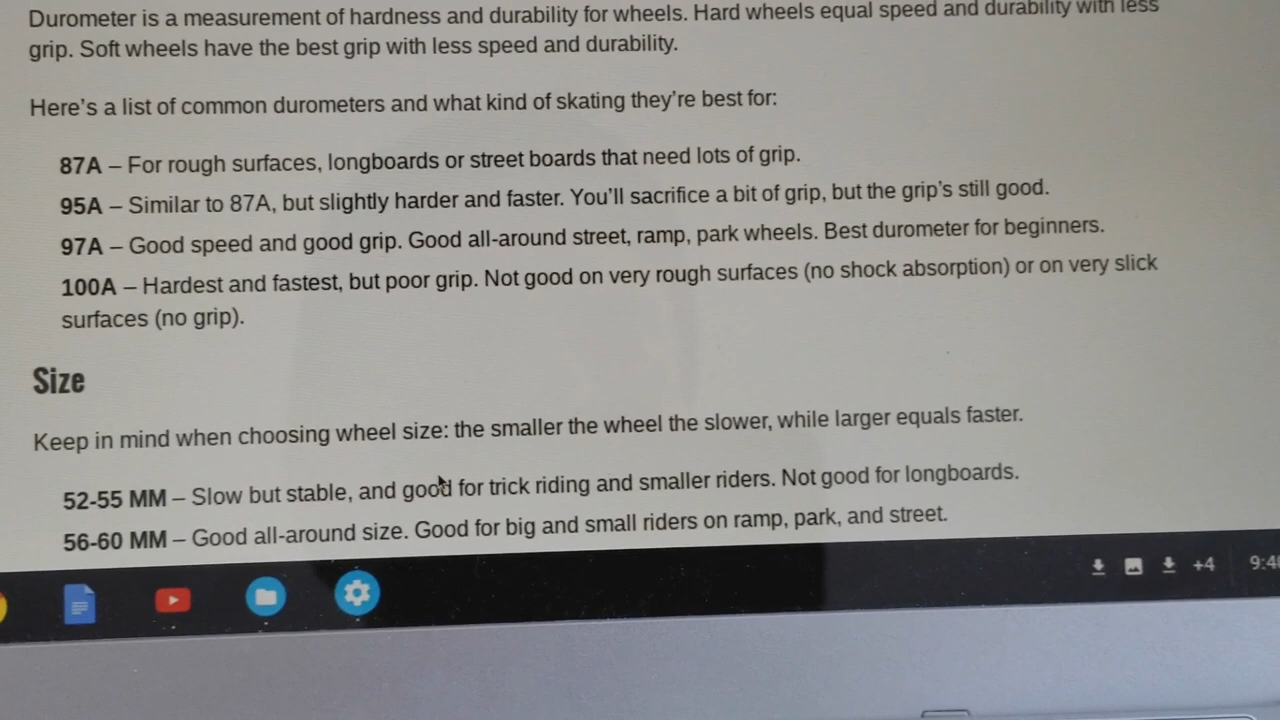 Durometer is a measurement of hardness and durability for wheels. Hard wheels equal speed and durability with less
grip. Soft wheels have the best grip with less speed and durability.
Here's a list of common durometers and what kind of skating they're best for:
87A – For rough surfaces, longboards or street boards that need lots of grip.
95A – Similar to 87A, but slightly harder and faster. You'll sacrifice a bit of grip, but the grip's still good.
97A – Good speed and good grip. Good all-around street, ramp, park wheels. Best durometer for beginners.
100A – Hardest and fastest, but poor grip. Not good on very rough surfaces (no shock absorption) or on very slick
surfaces (no grip).
Size
Keep in mind when choosing wheel size: the smaller the wheel the slower, while larger equals faster.
52-55 MM – Slow but stable, and good for trick riding and smaller riders. Not good for longboards.
56-60 MM – Good all-around size. Good for big and small riders on ramp, park, and street.
+4